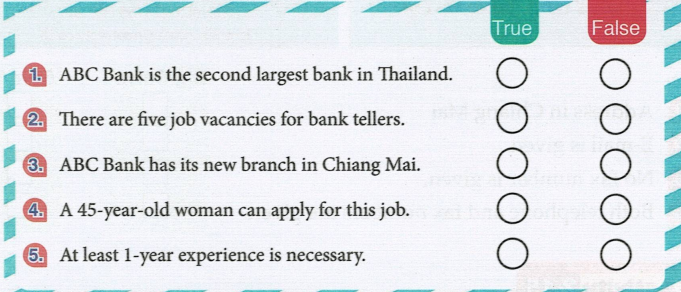 True False
1. ABC Bank is the second largest bank in Thailand.
2. There are five job vacancies for bank tellers.
3. ABC Bank has its new branch in Chiang Mai.
4. A 45-year-old woman can apply for this job.
5. At least 1-year experience is necessary.